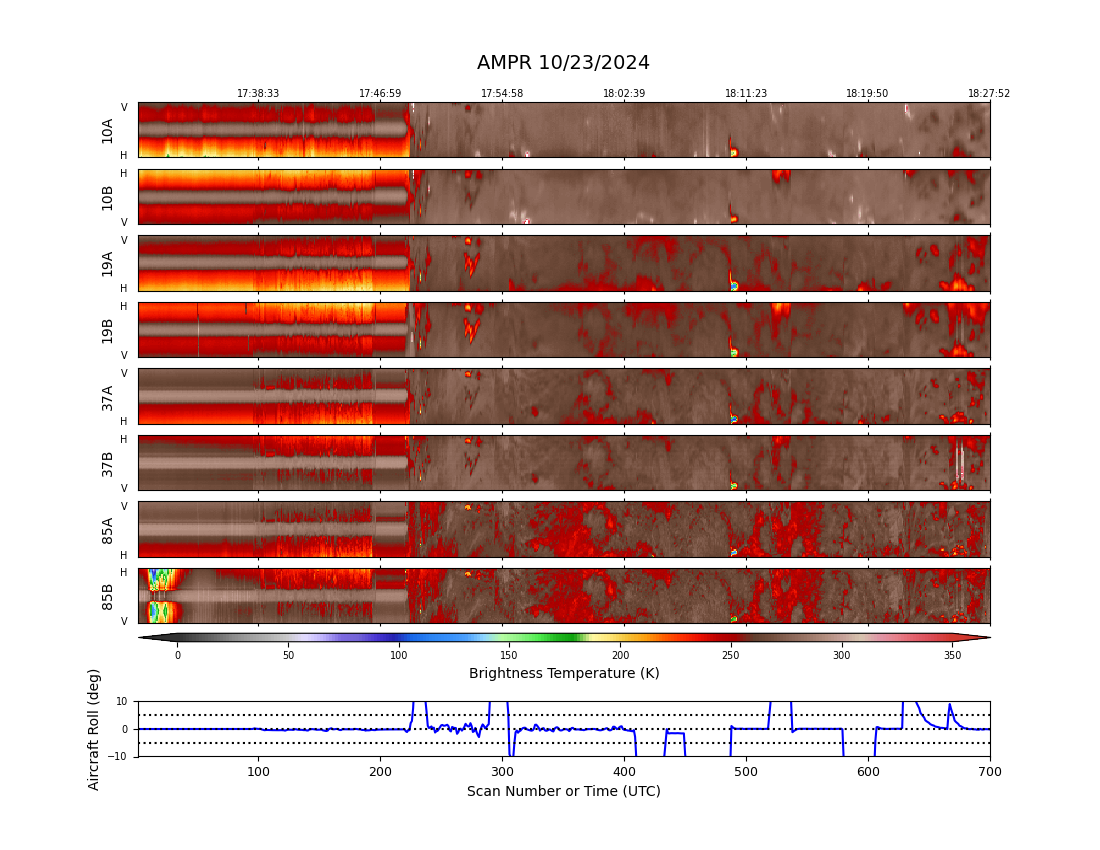 AMPR 10/23/2024
17:38:33 17:46:59 17:54:58 18:02:39 18:11:23 18:19:50 18:27:52
V
10A
H
H
10B
V
V
19A
H
H
19B
V
V
37A
H
H
37B
V
V
85A
H
H
85B
V
0 50 100 150 200 250 300 350
Brightness Temperature (K)
Aircraft Roll (deg)
10
0
−10
100 200 300 400 500 600 700
Scan Number or Time (UTC)